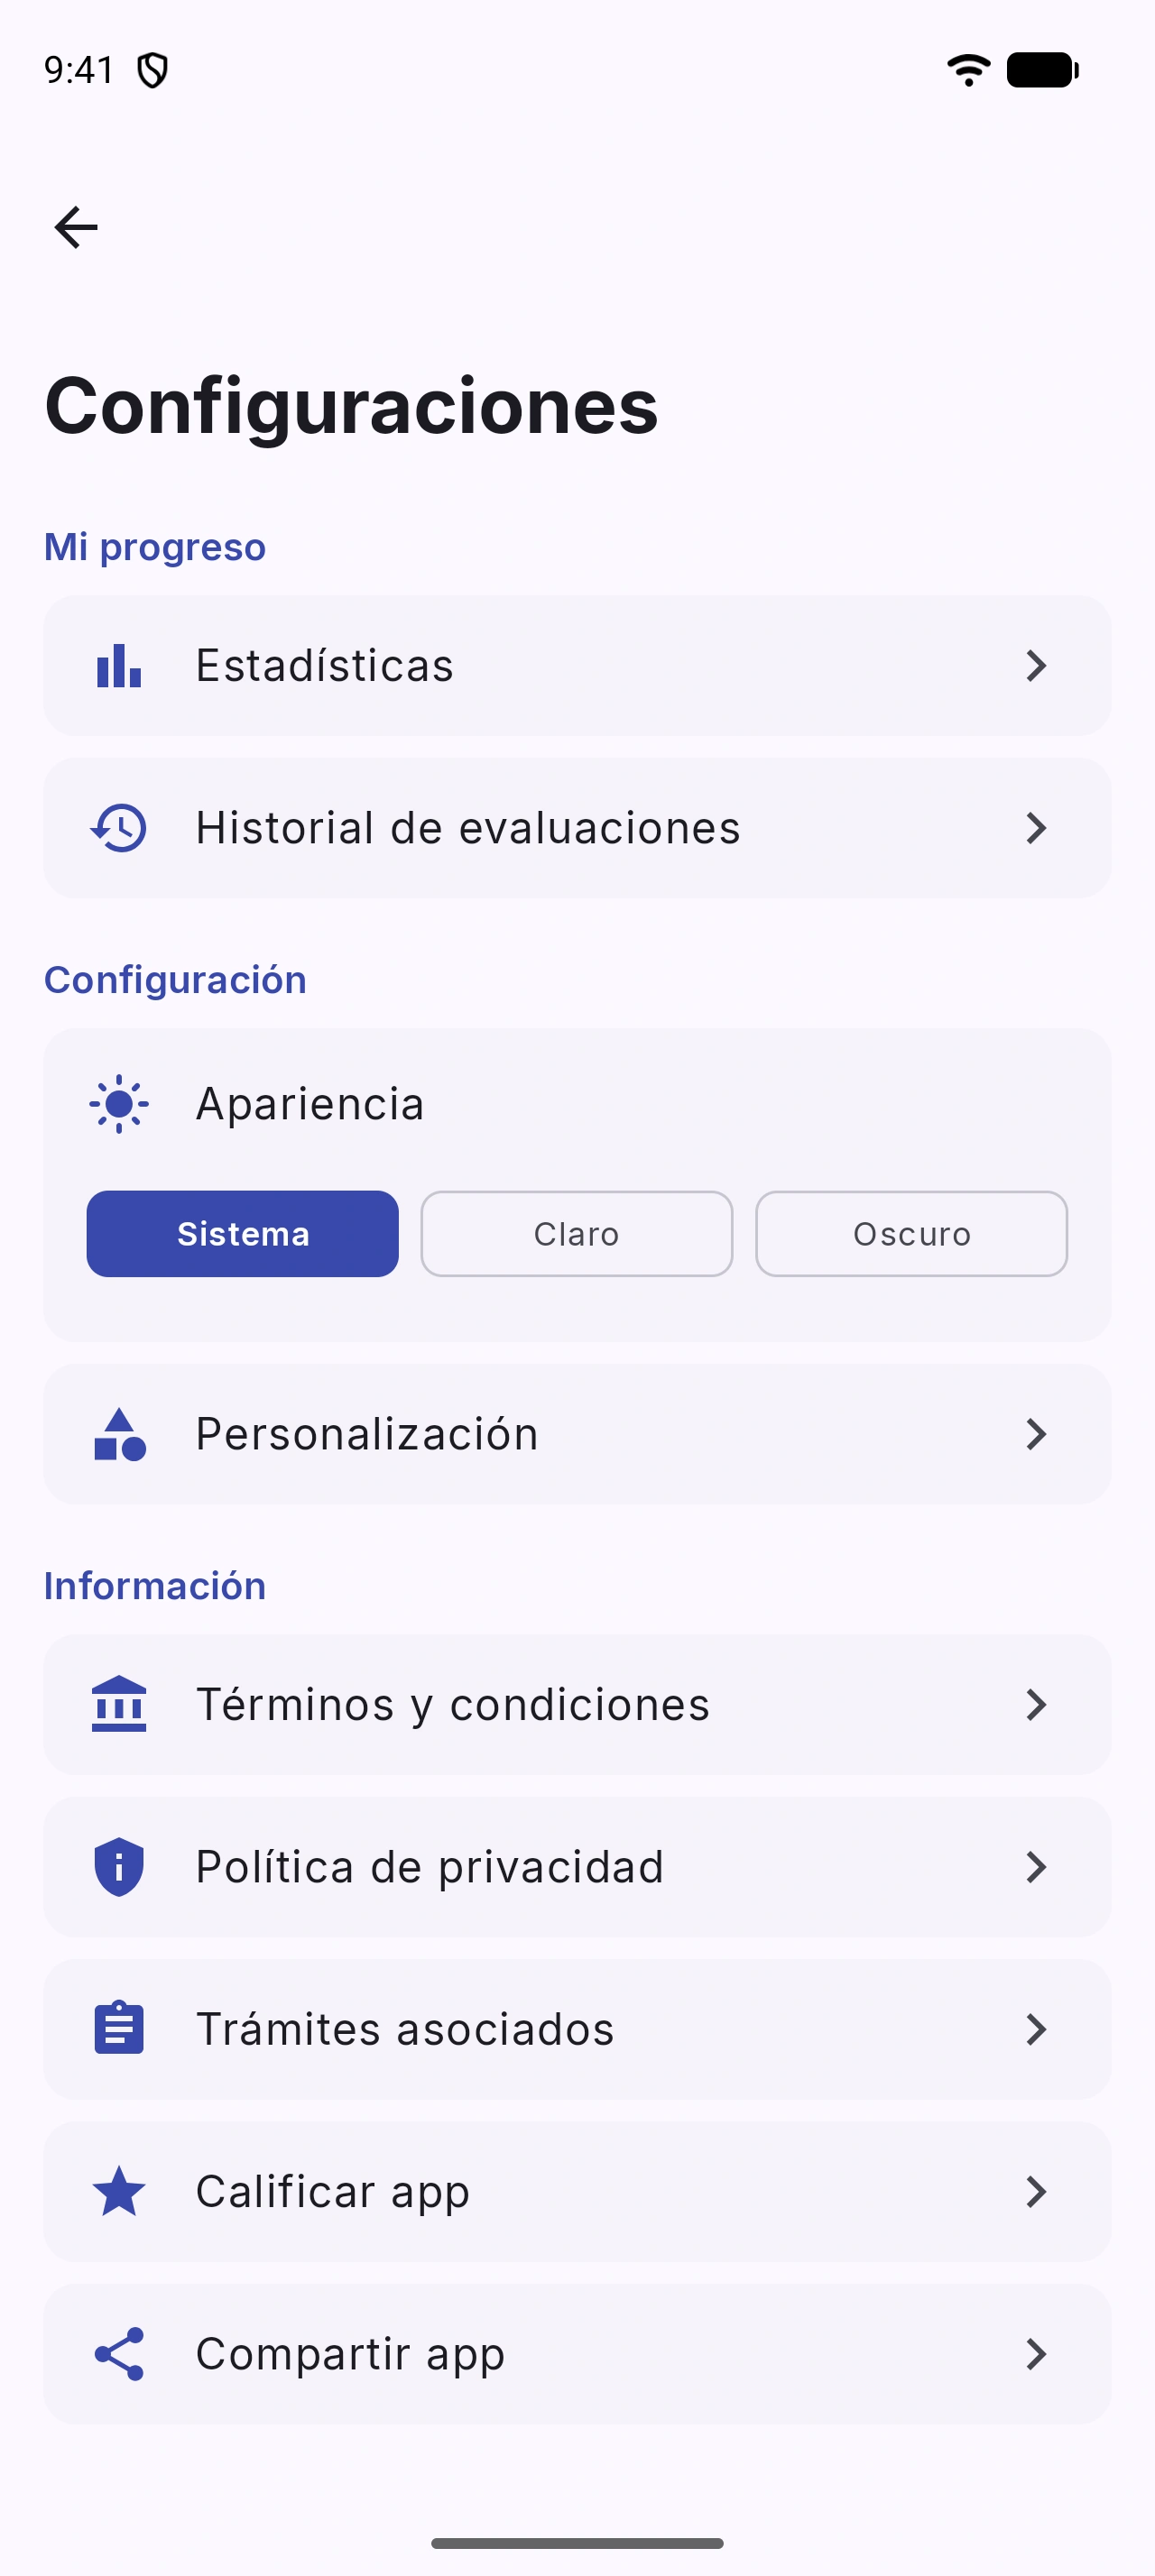 9:41
Configuraciones
Mi progreso
Estadísticas
Historial de evaluaciones
Configuración
Apariencia
Sistema
Claro
Oscuro
Personalización
Información
Términos y condiciones
Política de privacidad
Trámites asociados
Calificar app
Compartir app